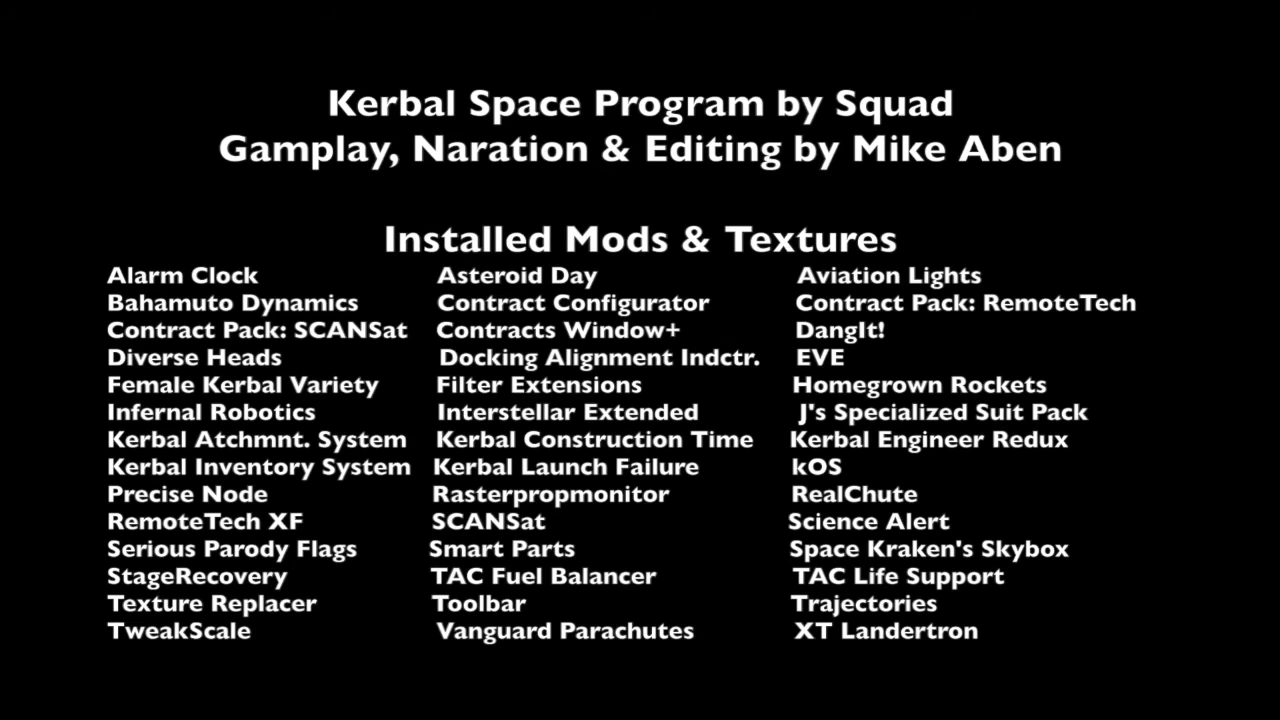 Kerbal Space Program by Squad
Gamplay, Naration & Editing by Mike Aben
Installed Mods & Textures
Alarm Clock Asteroid Day Aviation Lights
Bahamuto Dynamics Contract Configurator Contract Pack: RemoteTech
Contract Pack: SCANSat Contracts Window+ DangIt!
Diverse Heads Docking Alignment Indctr. EVE
Female Kerbal Variety Filter Extensions Homegrown Rockets
Infernal Robotics Interstellar Extended J's Specialized Suit Pack
Kerbal Atchmnt. System Kerbal Construction Time Kerbal Engineer Redux
Kerbal Inventory System Kerbal Launch Failure kOS
Precise Node Rasterpropmonitor RealChute
RemoteTech XF SCANSat Science Alert
Serious Parody Flags Smart Parts Space Kraken's Skybox
StageRecovery TAC Fuel Balancer TAC Life Support
Texture Replacer Toolbar Trajectories
TweakScale Vanguard Parachutes XT Landertron